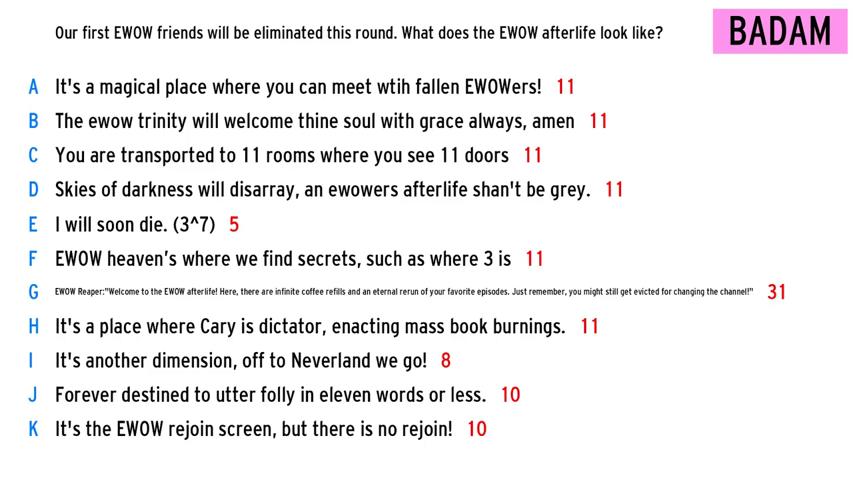 Our first EWOW friends will be eliminated this round. What does the EWOW afterlife look like?
BADAM
A It's a magical place where you can meet wtih fallen EWOWers! 11
B The ewow trinity will welcome thine soul with grace always, amen 11
C You are transported to 11 rooms where you see 11 doors 11
D Skies of darkness will disarray, an ewowers afterlife shan't be grey. 11
E I will soon die. (3^7) 5
F EWOW heaven’s where we find secrets, such as where 3 is 11
G EWOW Reaper:"Welcome to the EWOW afterlife! Here, there are infinite coffee refills and an eternal rerun of your favorite episodes. Just remember, you might still get evicted for changing the channel!" 31
H It's a place where Cary is dictator, enacting mass book burnings. 11
I It's another dimension, off to Neverland we go! 8
J Forever destined to utter folly in eleven words or less. 10
K It's the EWOW rejoin screen, but there is no rejoin! 10